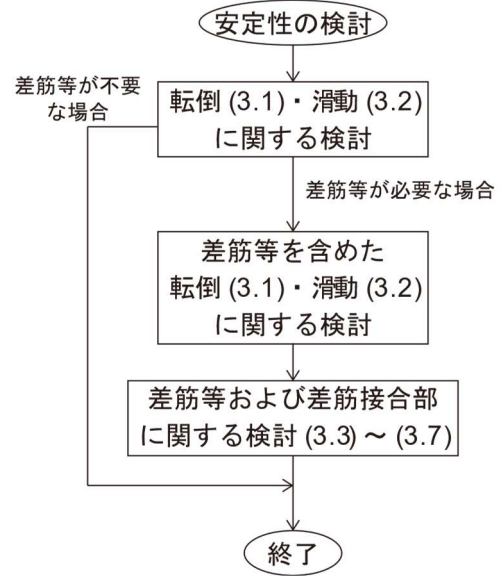 安定性の検討
差筋等が不要
な場合
転倒 (3.1)・滑動 (3.2)
に関する検討
差筋等が必要な場合
差筋等を含めた
転倒 (3.1)・滑動 (3.2)
に関する検討
差筋等および差筋接合部
に関する検討 (3.3) ～ (3.7)
終了